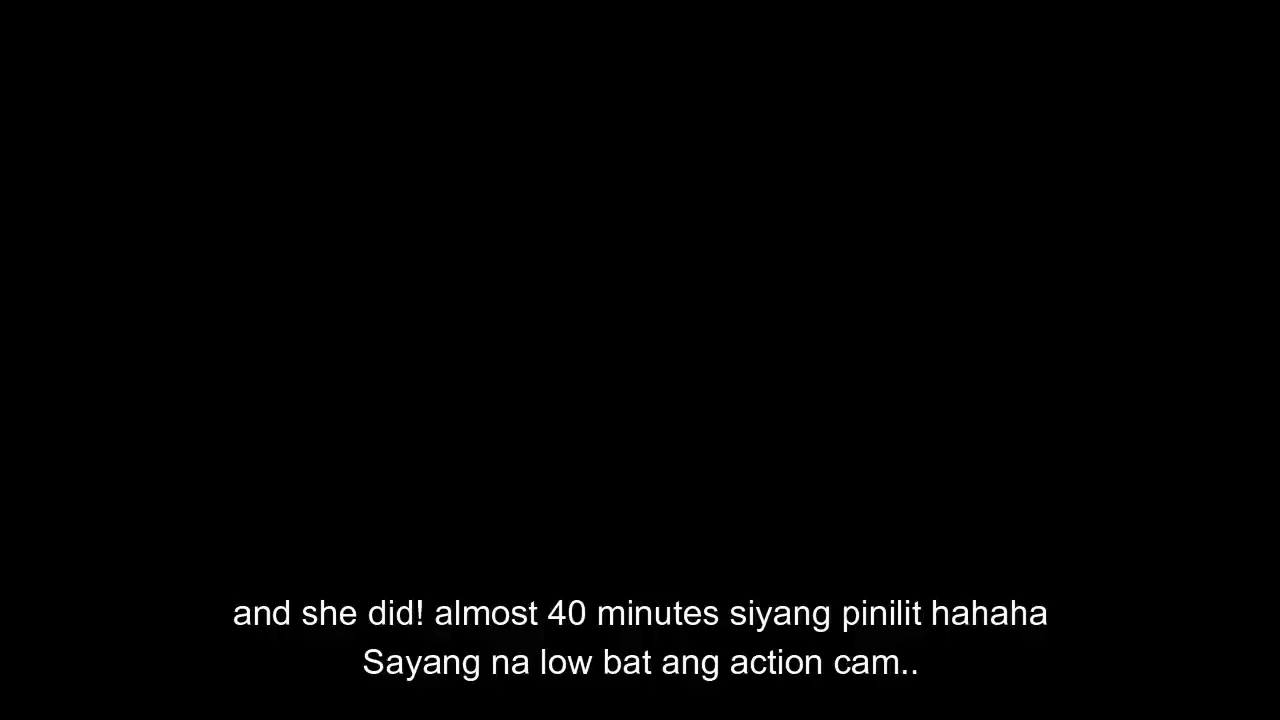 and she did! almost 40 minutes siyang pinilit hahaha
Sayang na low bat ang action cam..